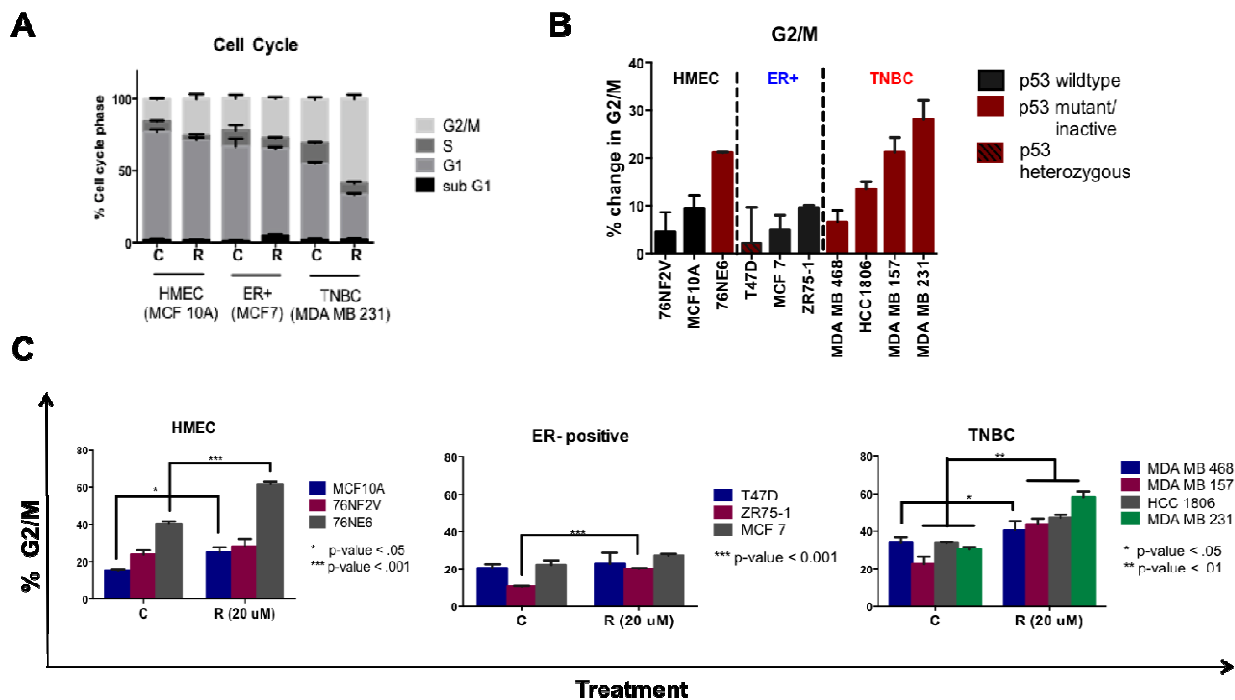 A
Cell Cycle
% Cell cycle phase
100
50
0
C R C R C R
HMEC
(MCF 10A)
ER+
(MCF7)
TNBC
(MDA MB 231)
G2/M
S
G1
sub G1
B
G2/M
% change in G2/M
40
30
20
10
0
HMEC
ER+
TNBC
76NF2V
MCF10A
76NE6
T47D
MCF 7
ZR75-1
MDA MB 468
HCC1806
MDA MB 157
MDA MB 231
p53 wildtype
p53 mutant/
inactive
p53
heterozygous
C
% G2/M
HMEC
80
60
40
20
0
*
***
C
R (20 uM)
MCF10A
76NF2V
76NE6
* p-value < .05
*** p-value < .001
ER- positive
80
60
40
20
0
***
C
R (20 uM)
T47D
ZR75-1
MCF 7
*** p-value < 0.001
TNBC
80
60
40
20
0
*
**
C
R (20 uM)
MDA MB 468
MDA MB 157
HCC 1806
MDA MB 231
* p-value < .05
** p-value < .01
Treatment